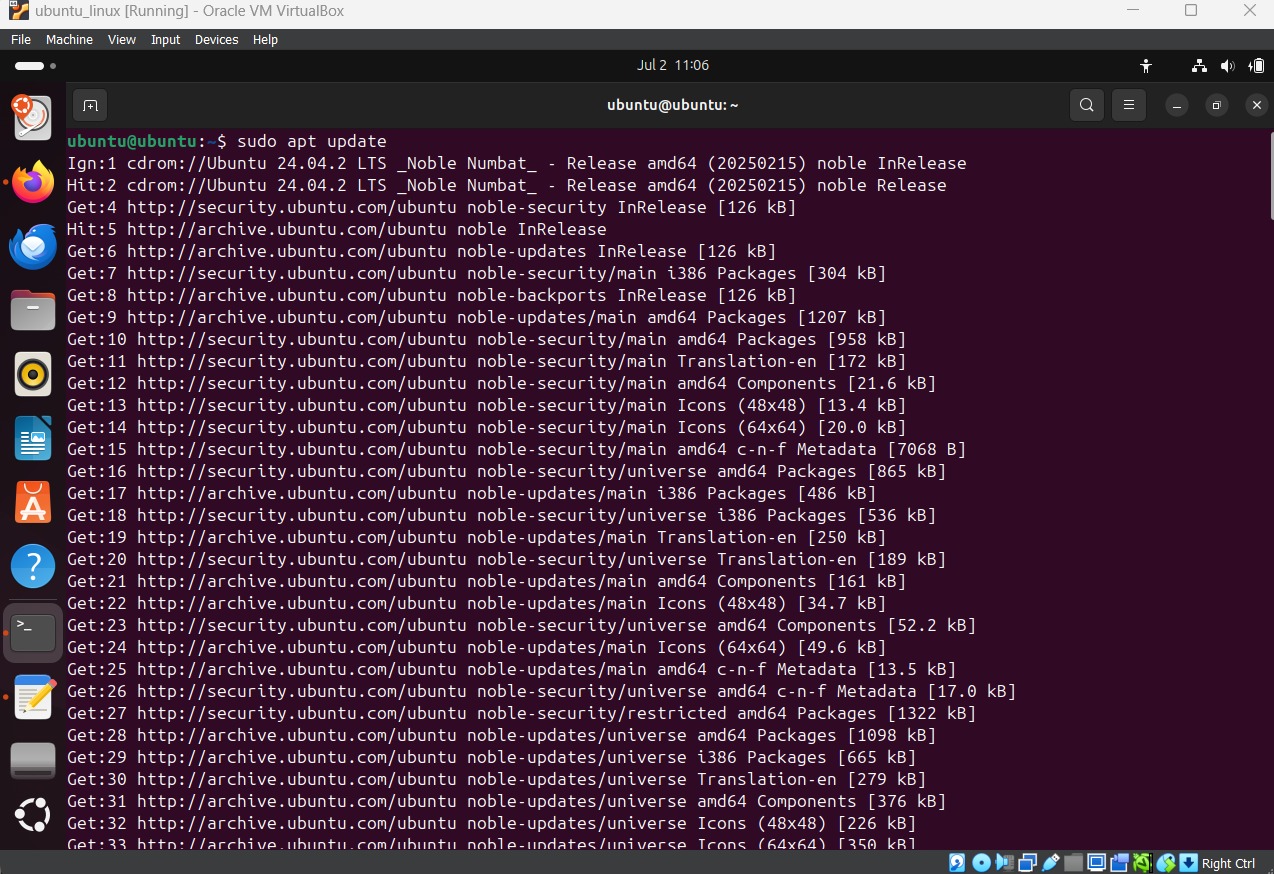 ubuntu_linux [Running] - Oracle VM VirtualBox
File Machine View Input Devices Help
Jul 2 11:06
ubuntu@ubuntu: ~
ubuntu@ubuntu:~$ sudo apt update
Ign:1 cdrom://Ubuntu 24.04.2 LTS _Noble Numbat_ - Release amd64 (20250215) noble InRelease
Hit:2 cdrom://Ubuntu 24.04.2 LTS _Noble Numbat_ - Release amd64 (20250215) noble Release
Get:4 http://security.ubuntu.com/ubuntu noble-security InRelease [126 kB]
Hit:5 http://archive.ubuntu.com/ubuntu noble InRelease
Get:6 http://archive.ubuntu.com/ubuntu noble-updates InRelease [126 kB]
Get:7 http://security.ubuntu.com/ubuntu noble-security/main i386 Packages [304 kB]
Get:8 http://archive.ubuntu.com/ubuntu noble-backports InRelease [126 kB]
Get:9 http://archive.ubuntu.com/ubuntu noble-updates/main amd64 Packages [1207 kB]
Get:10 http://security.ubuntu.com/ubuntu noble-security/main amd64 Packages [958 kB]
Get:11 http://security.ubuntu.com/ubuntu noble-security/main Translation-en [172 kB]
Get:12 http://security.ubuntu.com/ubuntu noble-security/main amd64 Components [21.6 kB]
Get:13 http://security.ubuntu.com/ubuntu noble-security/main Icons (48x48) [13.4 kB]
Get:14 http://security.ubuntu.com/ubuntu noble-security/main Icons (64x64) [20.0 kB]
Get:15 http://security.ubuntu.com/ubuntu noble-security/main amd64 c-n-f Metadata [7068 B]
Get:16 http://security.ubuntu.com/ubuntu noble-security/universe amd64 Packages [865 kB]
Get:17 http://archive.ubuntu.com/ubuntu noble-updates/main i386 Packages [486 kB]
Get:18 http://security.ubuntu.com/ubuntu noble-security/universe i386 Packages [536 kB]
Get:19 http://archive.ubuntu.com/ubuntu noble-updates/main Translation-en [250 kB]
Get:20 http://security.ubuntu.com/ubuntu noble-security/universe Translation-en [189 kB]
Get:21 http://archive.ubuntu.com/ubuntu noble-updates/main amd64 Components [161 kB]
Get:22 http://archive.ubuntu.com/ubuntu noble-updates/main Icons (48x48) [34.7 kB]
Get:23 http://security.ubuntu.com/ubuntu noble-security/universe amd64 Components [52.2 kB]
Get:24 http://archive.ubuntu.com/ubuntu noble-updates/main Icons (64x64) [49.6 kB]
Get:25 http://archive.ubuntu.com/ubuntu noble-updates/main amd64 c-n-f Metadata [13.5 kB]
Get:26 http://security.ubuntu.com/ubuntu noble-security/universe amd64 c-n-f Metadata [17.0 kB]
Get:27 http://security.ubuntu.com/ubuntu noble-security/restricted amd64 Packages [1322 kB]
Get:28 http://archive.ubuntu.com/ubuntu noble-updates/universe amd64 Packages [1098 kB]
Get:29 http://archive.ubuntu.com/ubuntu noble-updates/universe i386 Packages [665 kB]
Get:30 http://archive.ubuntu.com/ubuntu noble-updates/universe Translation-en [279 kB]
Get:31 http://archive.ubuntu.com/ubuntu noble-updates/universe amd64 Components [376 kB]
Get:32 http://archive.ubuntu.com/ubuntu noble-updates/universe Icons (48x48) [226 kB]
Get:33 http://archive.ubuntu.com/ubuntu noble-updates/universe Icons (64x64) [350 kB]
Right Ctrl